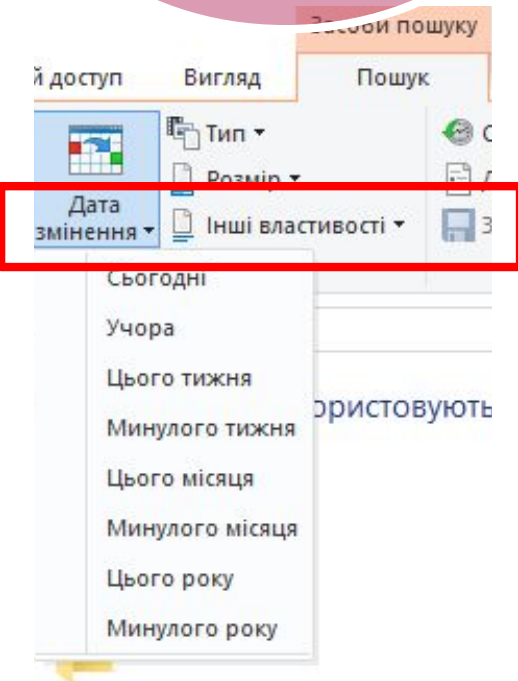 Засоби пошуку
й доступ Вигляд Пошук
Тип
Розмір
Дата
змінення
Інші властивості
Сьогодні
Учора
Цього тижня
ористовують
Минулого тижня
Цього місяця
Минулого місяця
Цього року
Минулого року